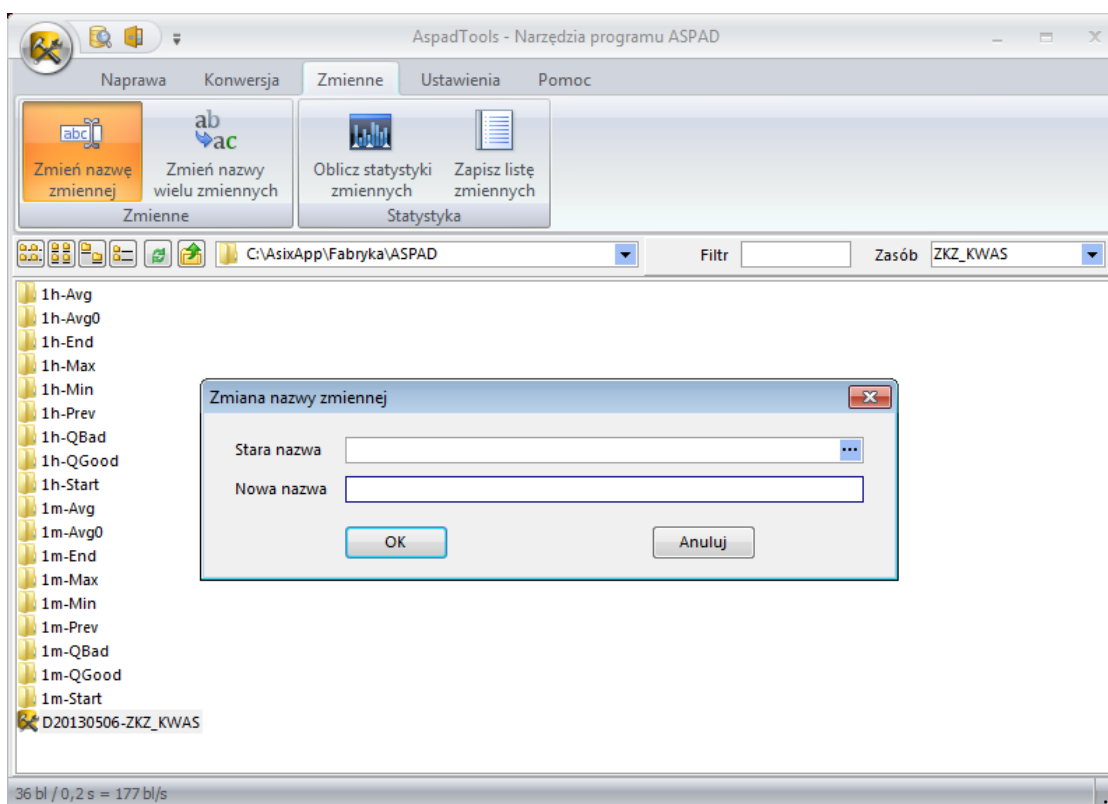 AspadTools - Narzędzia programu ASPAD
Naprawa Konwersja Zmienne Ustawienia Pomoc
abc
ab
ac
Zmień nazwę zmiennej
Zmień nazwy wielu zmiennych
Oblicz statystyki zmiennych
Zapisz listę zmiennych
Zmienne
Statystyka
C:\AsixApp\Fabryka\ASPAD
Filtr
Zasób ZKZ_KWAS
1h-Avg
1h-Avg0
1h-End
1h-Max
1h-Min
1h-Prev
1h-QBad
1h-QGood
1h-Start
1m-Avg
1m-Avg0
1m-End
1m-Max
1m-Min
1m-Prev
1m-QBad
1m-QGood
1m-Start
D20130506-ZKZ_KWAS
Zmiana nazwy zmiennej
Stara nazwa
...
Nowa nazwa
OK
Anuluj
36 bl / 0,2 s = 177 bl/s